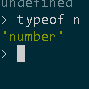 undefined
> typeof n
'number'
>